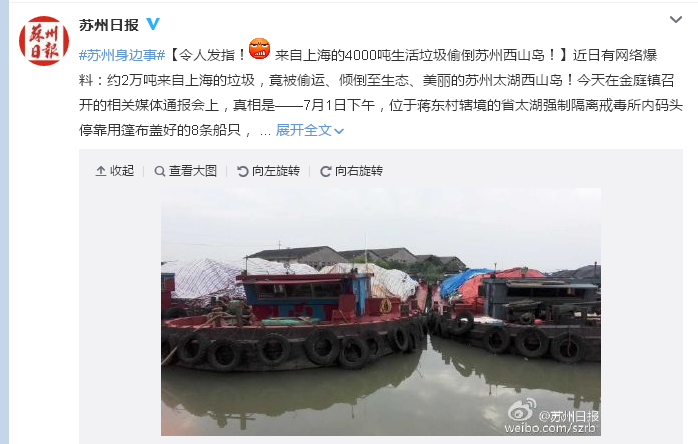 蘇州日報
苏州日报
#苏州身边事#【令人发指！ 来自上海的4000吨生活垃圾偷倒苏州西山岛！】近日有网络爆
料：约2万吨来自上海的垃圾，竟被偷运、倾倒至生态、美丽的苏州太湖西山岛！今天在金庭镇召
开的相关媒体通报会上，真相是——7月1日下午，位于蒋东村辖境的省太湖强制隔离戒毒所内码头
停靠用篷布盖好的8条船只， ... 展开全文
收起 查看大图 向左旋转 向右旋转
@苏州日报
weibo.com/szrb